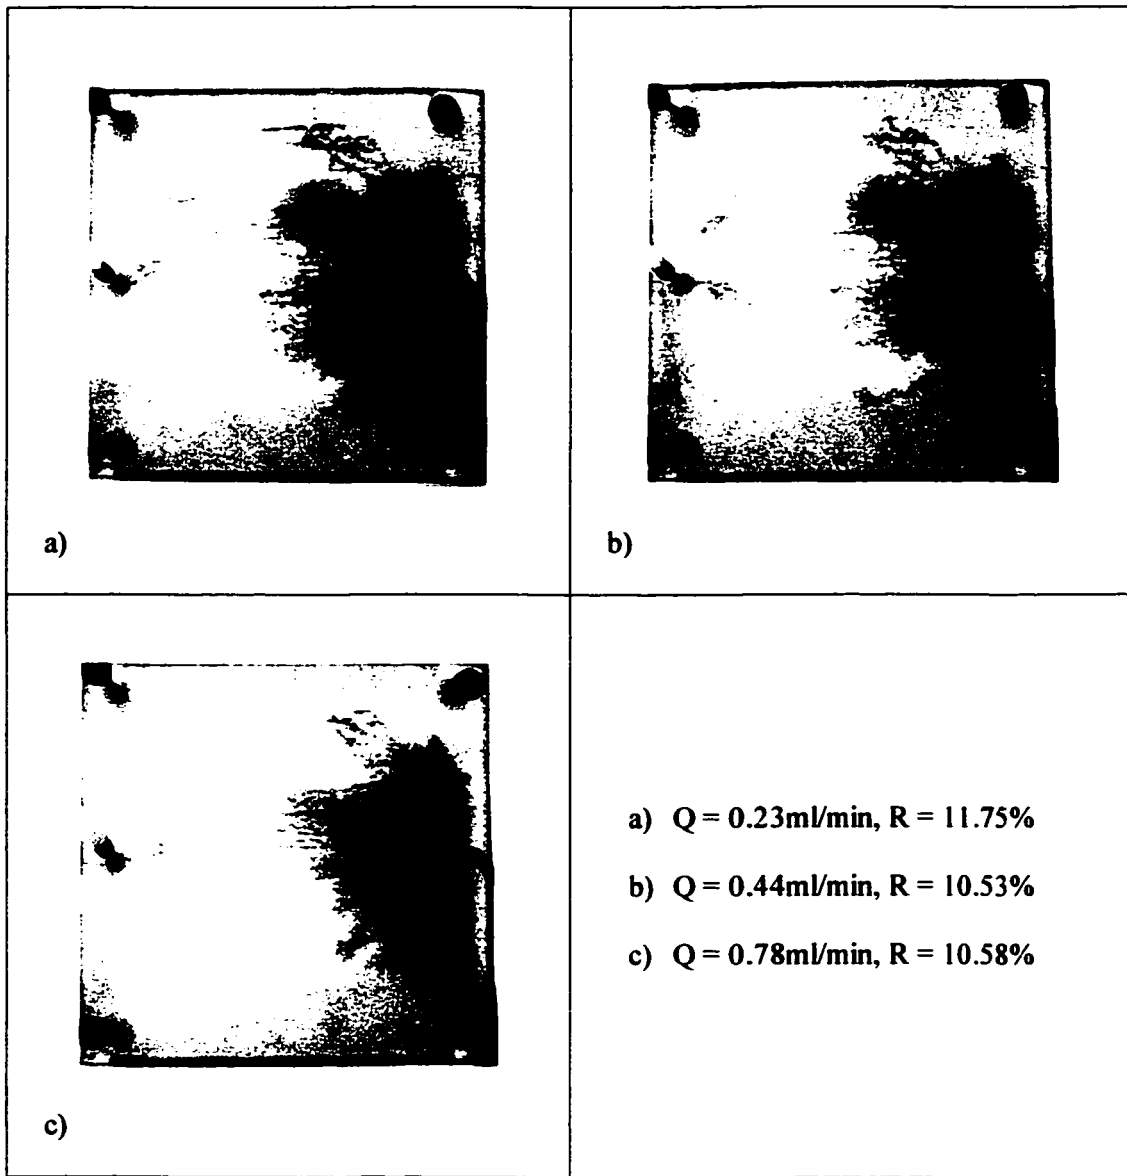 a)
b)
c)
a) Q = 0.23ml/min, R = 11.75%
b) Q = 0.44ml/min, R = 10.53%
c) Q = 0.78ml/min, R = 10.58%